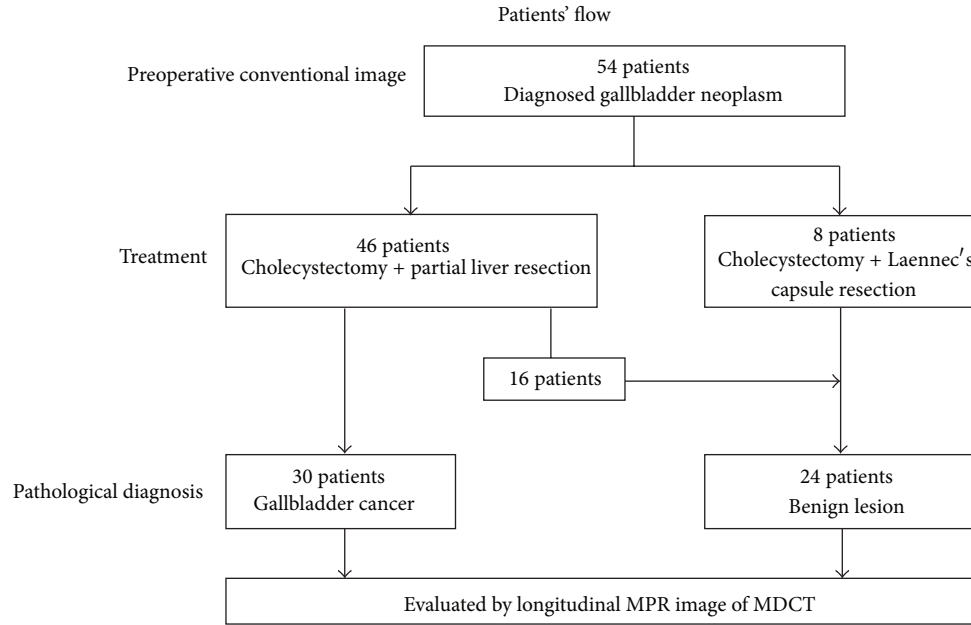 Patients' flow
Preoperative conventional image
54 patients
Diagnosed gallbladder neoplasm
Treatment
46 patients
Cholecystectomy + partial liver resection
8 patients
Cholecystectomy + Laennec's
capsule resection
16 patients
Pathological diagnosis
30 patients
Gallbladder cancer
24 patients
Benign lesion
Evaluated by longitudinal MPR image of MDCT